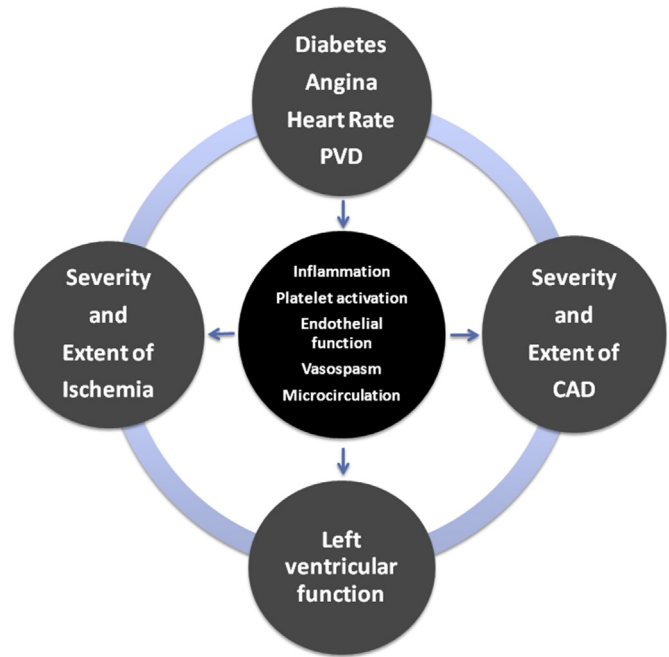 Diabetes
Angina
Heart Rate
PVD
Severity
and
Extent of
Ischemia
Inflammation
Platelet activation
Endothelial
function
Vasospasm
Microcirculation
Severity
and
Extent of
CAD
Left
ventricular
function